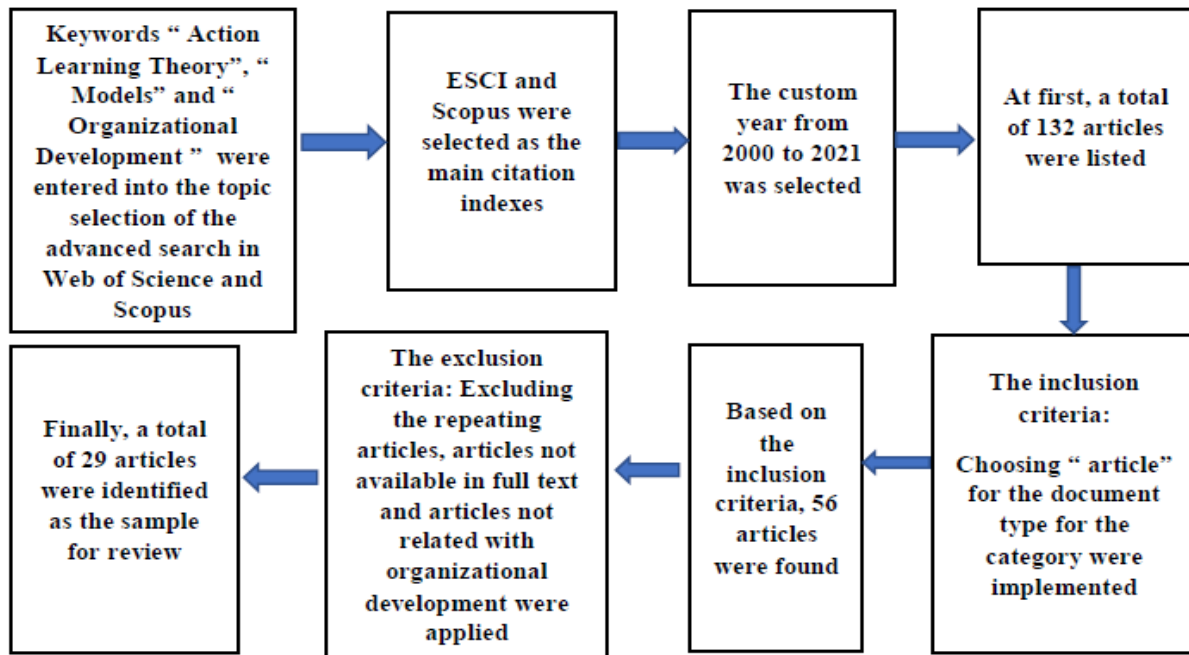 Keywords “ Action
Learning Theory”, “
Models” and “
Organizational
Development ” were
entered into the topic
selection of the
advanced search in
Web of Science and
Scopus
ESCI and
Scopus were
selected as the
main citation
indexes
The custom
year from
2000 to 2021
was selected
At first, a total
of 132 articles
were listed
The inclusion
criteria:
Choosing “ article”
for the document
type for the
category were
implemented
Based on
the
inclusion
criteria, 56
articles
were found
The exclusion
criteria: Excluding
the repeating
articles, articles not
available in full text
and articles not
related with
organizational
development were
applied
Finally, a total
of 29 articles
were identified
as the sample
for review